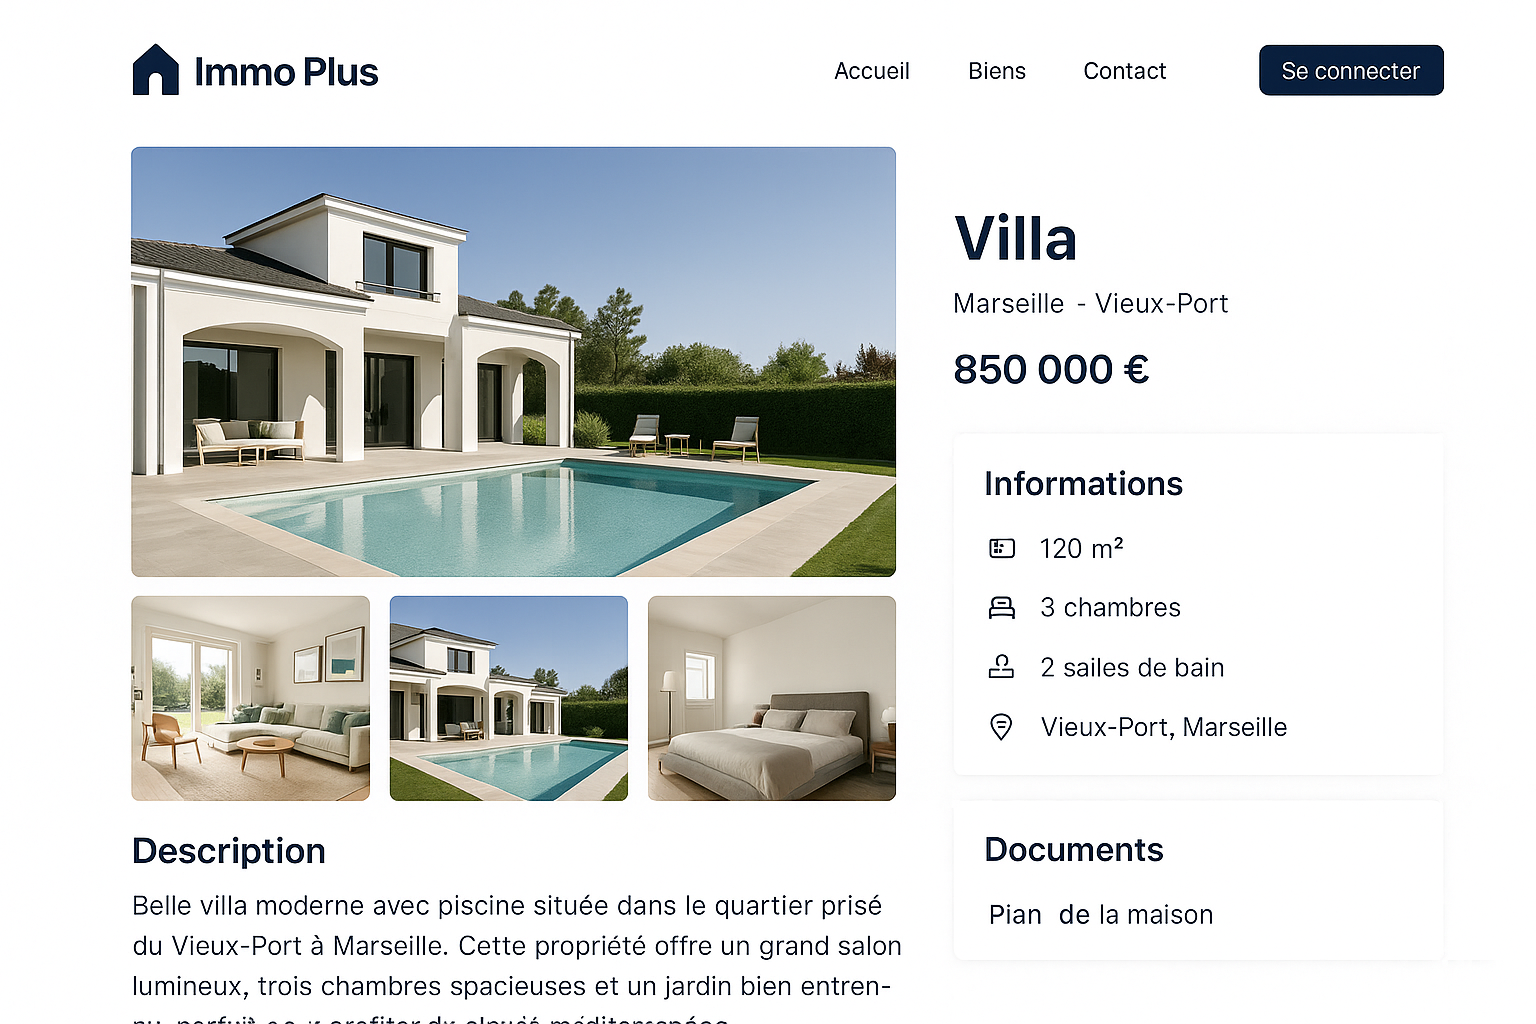 Immo Plus
Accueil
Biens
Contact
Se connecter
Villa
Marseille - Vieux-Port
850 000 €
Informations
120 m²
3 chambres
2 sailes de bain
Vieux-Port, Marseille
Documents
Pian de la maison
Description
Belle villa moderne avec piscine située dans le quartier prisé
du Vieux-Port à Marseille. Cette propriété offre un grand salon
lumineux, trois chambres spacieuses et un jardin bien entren-